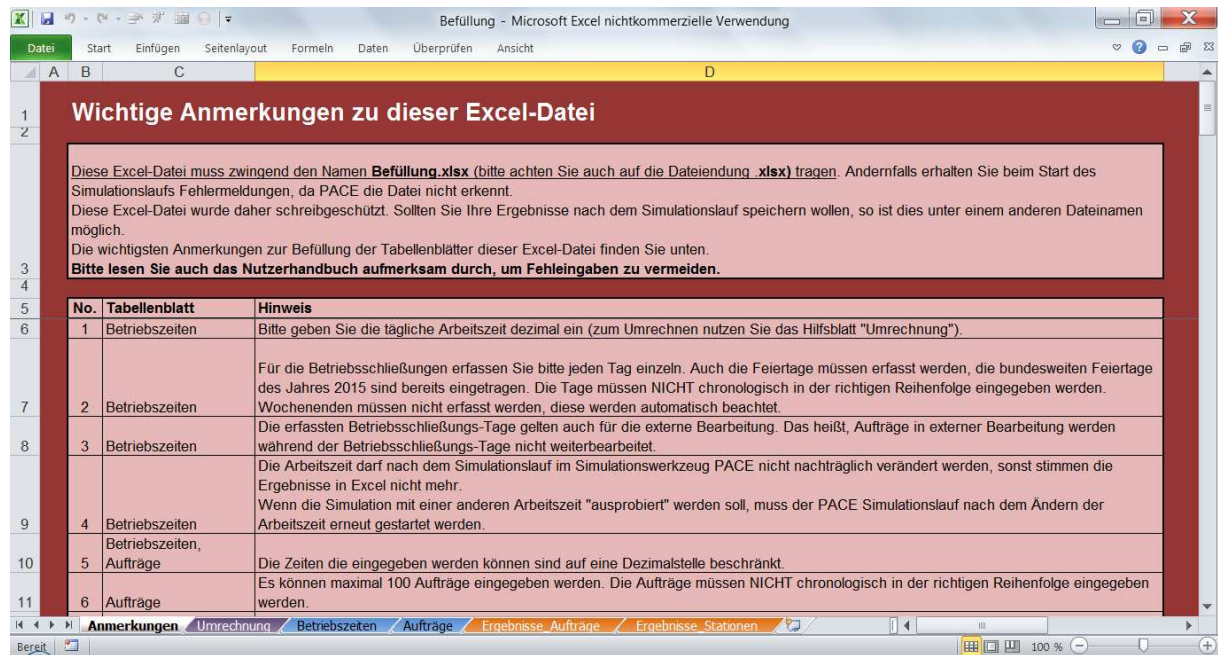 Befüllung - Microsoft Excel nichtkommerzielle Verwendung
Datei Start Einfügen Seitenlayout Formeln Daten Überprüfen Ansicht
A B C D
1 Wichtige Anmerkungen zu dieser Excel-Datei
2
Diese Excel-Datei muss zwingend den Namen Befüllung.xlsx (bitte achten Sie auch auf die Dateiendung .xlsx) tragen. Andernfalls erhalten Sie beim Start des
Simulationslaufs Fehlermeldungen, da PACE die Datei nicht erkennt.
Diese Excel-Datei wurde daher schreibgeschützt. Sollten Sie Ihre Ergebnisse nach dem Simulationslauf speichern wollen, so ist dies unter einem anderen Dateinamen
möglich.
Die wichtigsten Anmerkungen zur Befüllung der Tabellenblätter dieser Excel-Datei finden Sie unten.
3 Bitte lesen Sie auch das Nutzerhandbuch aufmerksam durch, um Fehleingaben zu vermeiden.
4
5 No. Tabellenblatt Hinweis
6 1 Betriebszeiten Bitte geben Sie die tägliche Arbeitszeit dezimal ein (zum Umrechnen nutzen Sie das Hilfsblatt "Umrechnung").
Für die Betriebsschließungen erfassen Sie bitte jeden Tag einzeln. Auch die Feiertage müssen erfasst werden, die bundesweiten Feiertage
des Jahres 2015 sind bereits eingetragen. Die Tage müssen NICHT chronologisch in der richtigen Reihenfolge eingegeben werden.
7 2 Betriebszeiten Wochenenden müssen nicht erfasst werden, diese werden automatisch beachtet.
Die erfassten Betriebsschließungs-Tage gelten auch für die externe Bearbeitung. Das heißt, Aufträge in externer Bearbeitung werden
8 3 Betriebszeiten während der Betriebsschließungs-Tage nicht weiterbearbeitet.
Die Arbeitszeit darf nach dem Simulationslauf im Simulationswerkzeug PACE nicht nachträglich verändert werden, sonst stimmen die
Ergebnisse in Excel nicht mehr.
Wenn die Simulation mit einer anderen Arbeitszeit "ausprobiert" werden soll, muss der PACE Simulationslauf nach dem Ändern der
9 4 Betriebszeiten Arbeitszeit erneut gestartet werden.
Betriebszeiten,
10 5 Aufträge Die Zeiten die eingegeben werden können sind auf eine Dezimalstelle beschränkt.
Es können maximal 100 Aufträge eingegeben werden. Die Aufträge müssen NICHT chronologisch in der richtigen Reihenfolge eingegeben
11 6 Aufträge werden.
Anmerkungen Umrechnung Betriebszeiten Aufträge Ergebnisse_Aufträge Ergebnisse_Stationen
Bereit 100 %